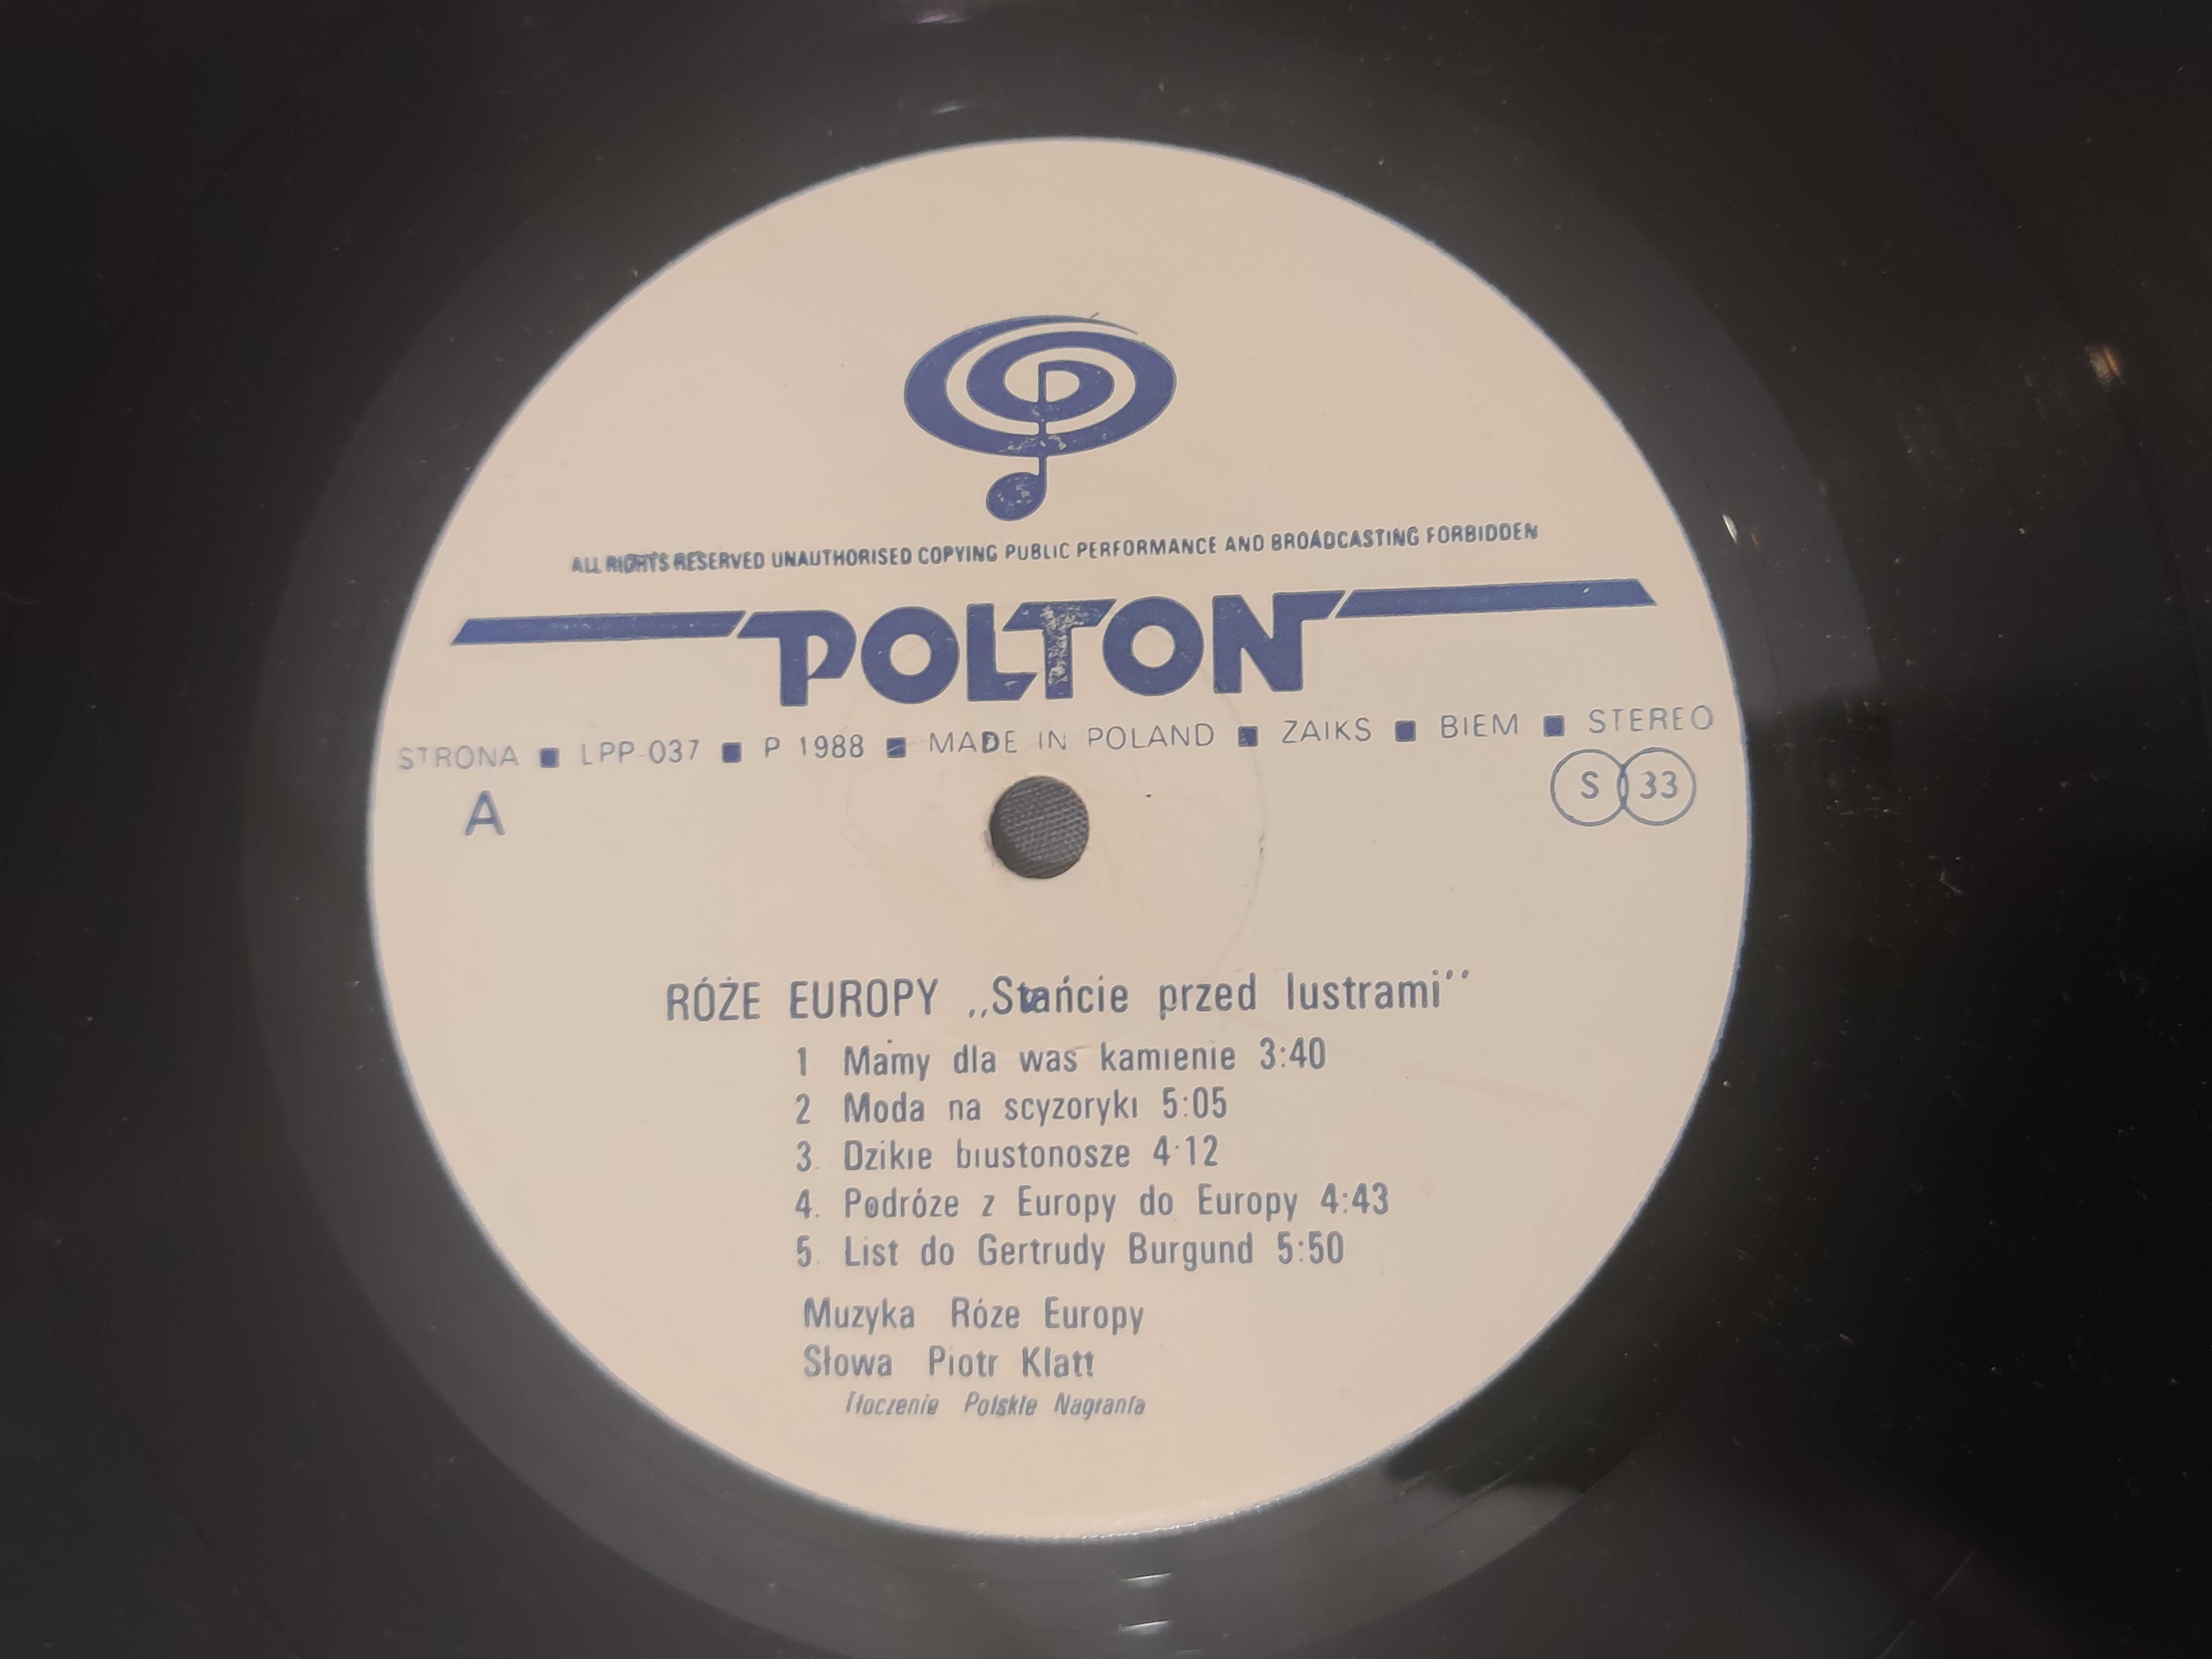 ALL RIGHTS RESERVED UNAUTHORISED COPYING PUBLIC PERFORMANCE AND BROADCASTING FORBIDDEN
POLTON
STRONA ■ LPP-037 ■ P 1988 ■ MADE IN POLAND ■ ZAIKS ■ BIEM ■ STEREO
A
S 33
RÓŻE EUROPY „Stańcie przed lustrami"
1 Mamy dla was kamienie 3:40
2 Moda na scyzoryki 5:05
3. Dzikie biustonosze 4:12
4. Podróze z Europy do Europy 4:43
5. List do Gertrudy Burgund 5:50
Muzyka Róze Europy
Słowa Piotr Klatt
Tłoczenie Polskie Nagrania